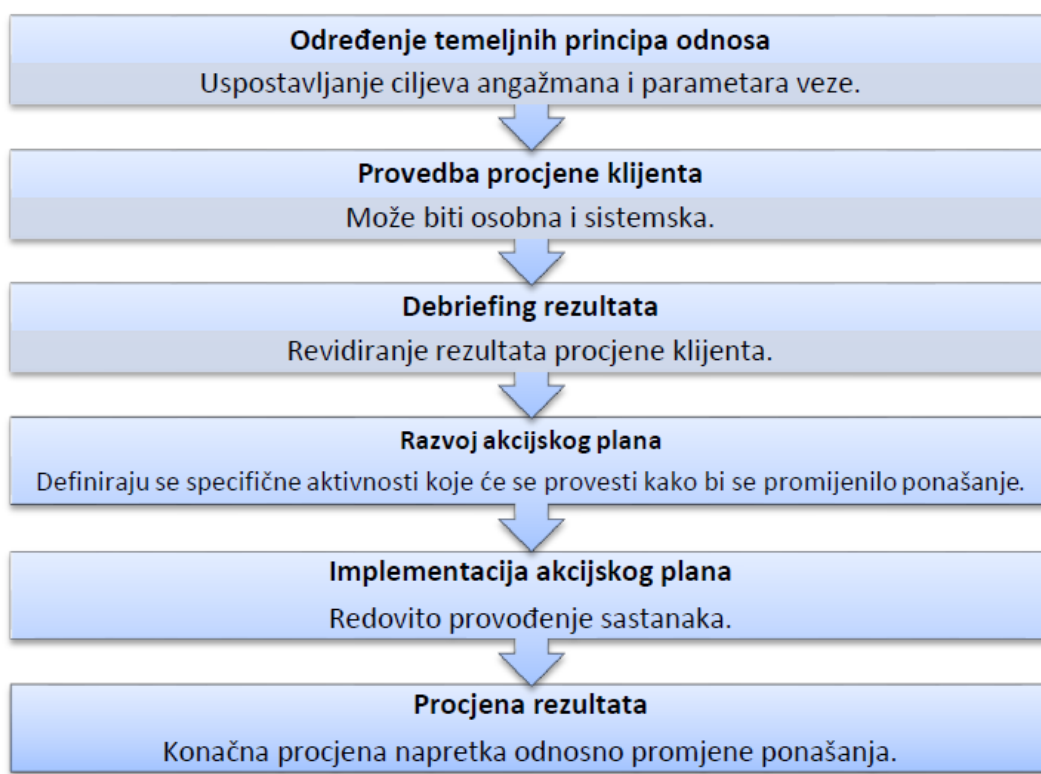 Određenje temeljnih principa odnosa
Uspostavljanje ciljeva angažmana i parametara veze.
Provedba procjene klijenta
Može biti osobna i sistemska.
Debriefing rezultata
Revidiranje rezultata procjene klijenta.
Razvoj akcijskog plana
Definiraju se specifične aktivnosti koje će se provesti kako bi se promijenilo ponašanje.
Implementacija akcijskog plana
Redovito provođenje sastanaka.
Procjena rezultata
Konačna procjena napretka odnosno promjene ponašanja.